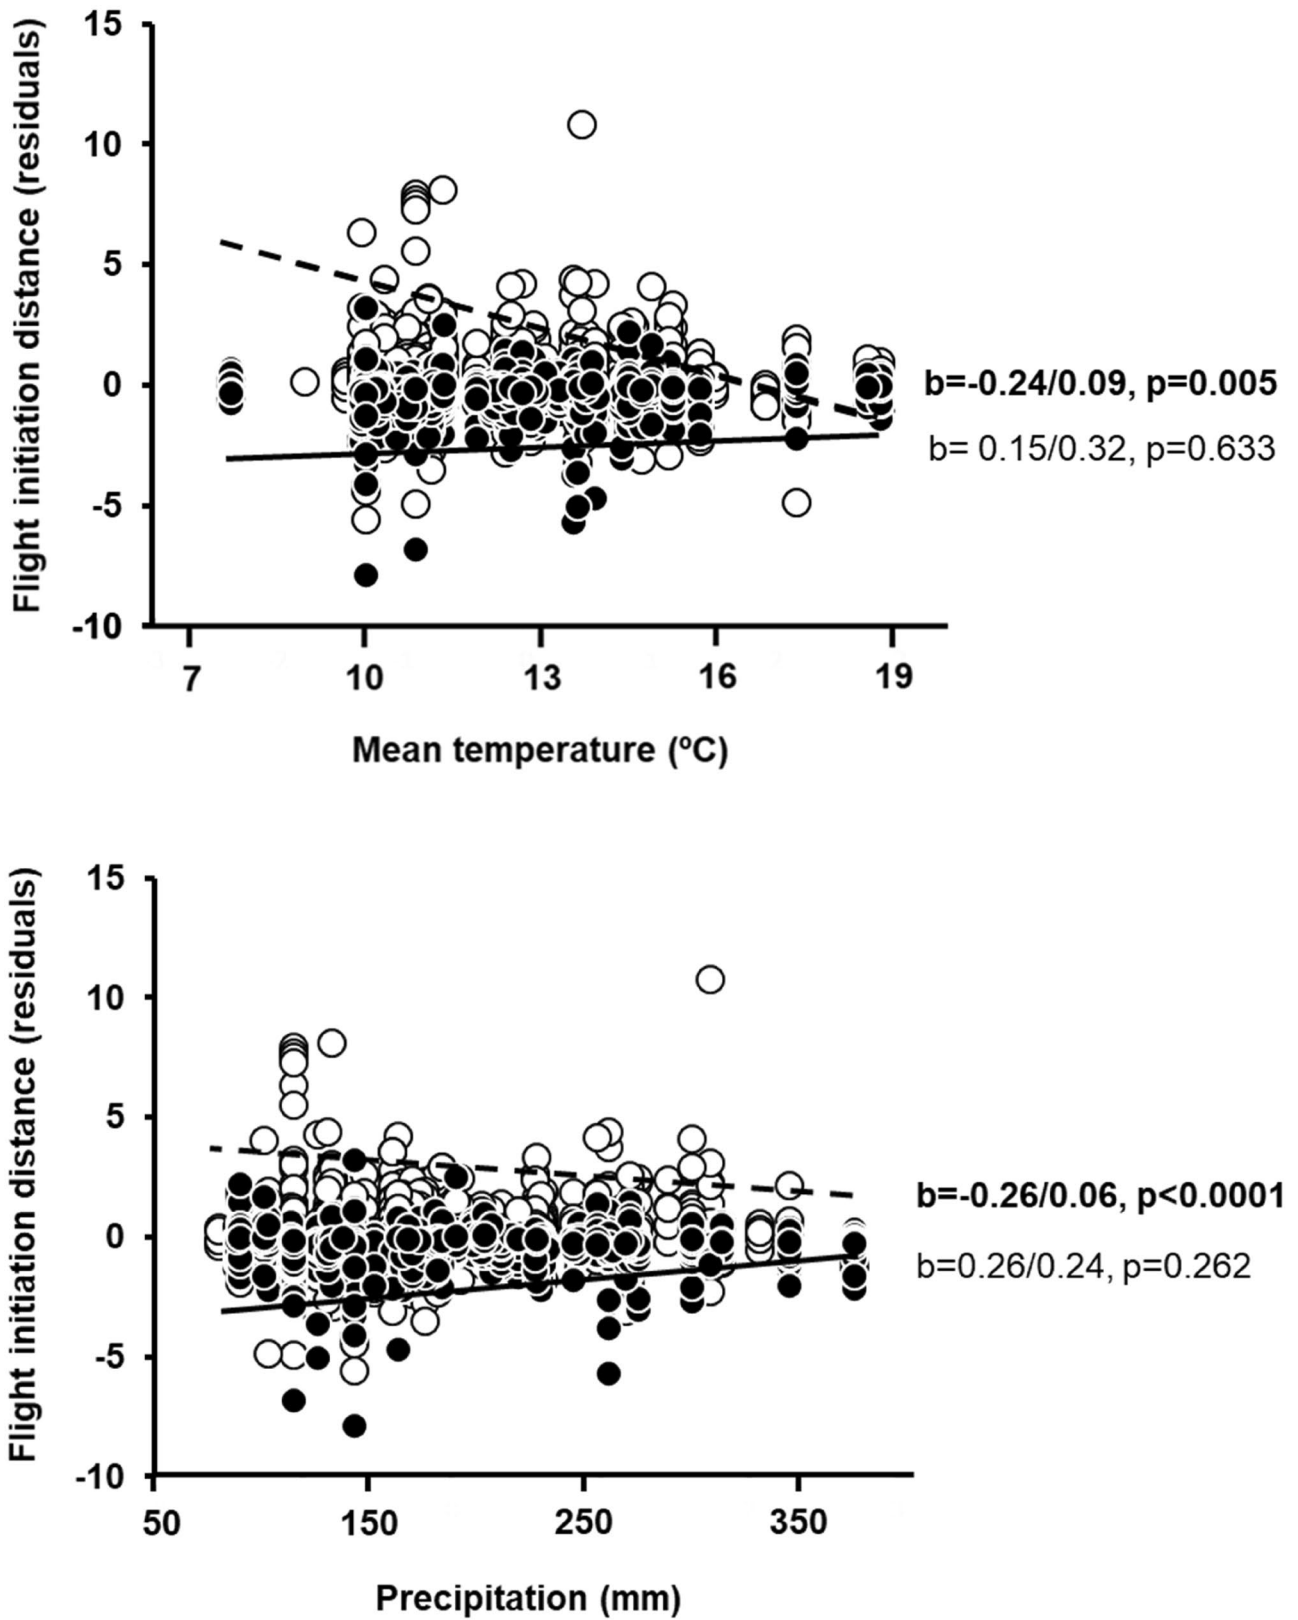 Flight initiation distance (residuals)
15
10
5
0
-5
-10
b=-0.24/0.09, p=0.005
b= 0.15/0.32, p=0.633
7 10 13 16 19
Mean temperature (ºC)
Flight initiation distance (residuals)
15
10
5
0
-5
-10
b=-0.26/0.06, p<0.0001
b=0.26/0.24, p=0.262
50 150 250 350
Precipitation (mm)